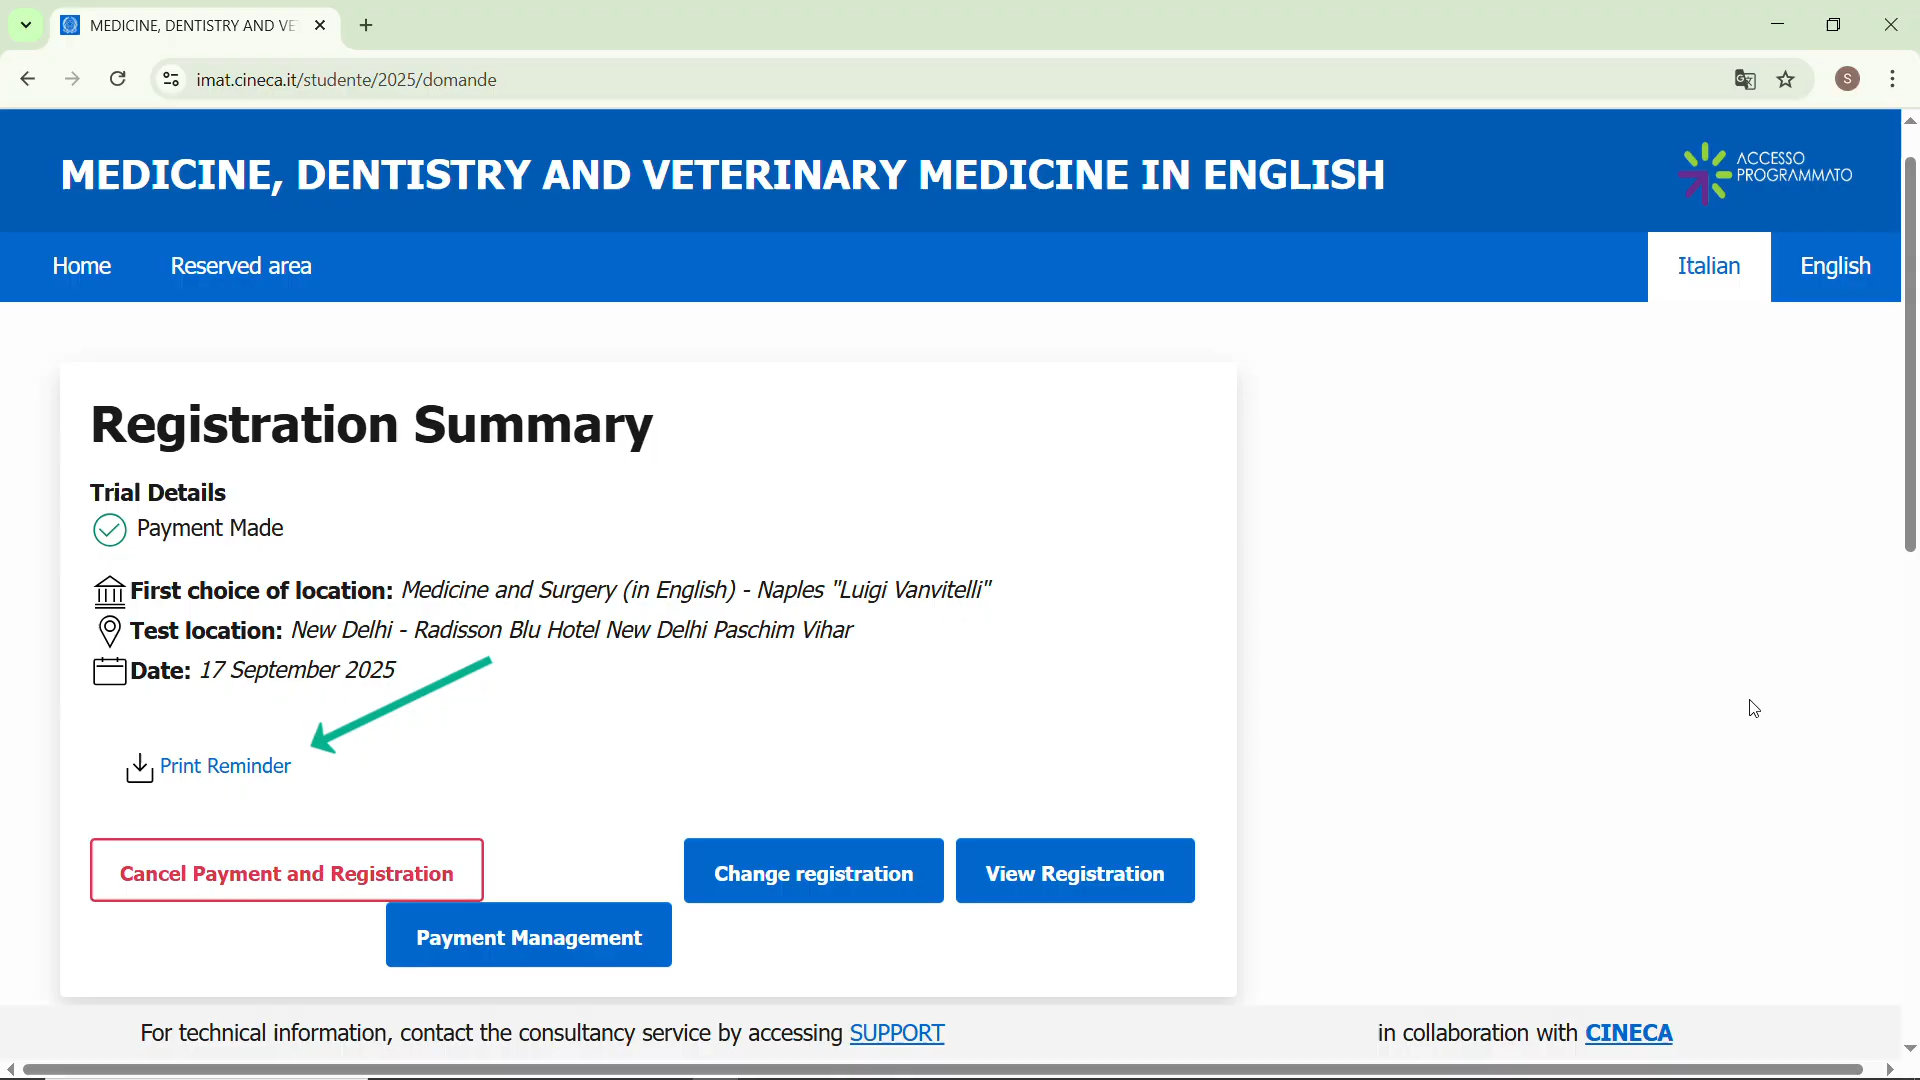 MEDICINE, DENTISTRY AND VE
imat.cineca.it/studente/2025/domande
S
MEDICINE, DENTISTRY AND VETERINARY MEDICINE IN ENGLISH
ACCESSO
PROGRAMMATO
Home
Reserved area
Italian
English
Registration Summary
Trial Details
Payment Made
First choice of location: Medicine and Surgery (in English) - Naples "Luigi Vanvitelli"
Test location: New Delhi - Radisson Blu Hotel New Delhi Paschim Vihar
Date: 17 September 2025
Print Reminder
Cancel Payment and Registration
Change registration
View Registration
Payment Management
For technical information, contact the consultancy service by accessing SUPPORT
in collaboration with CINECA